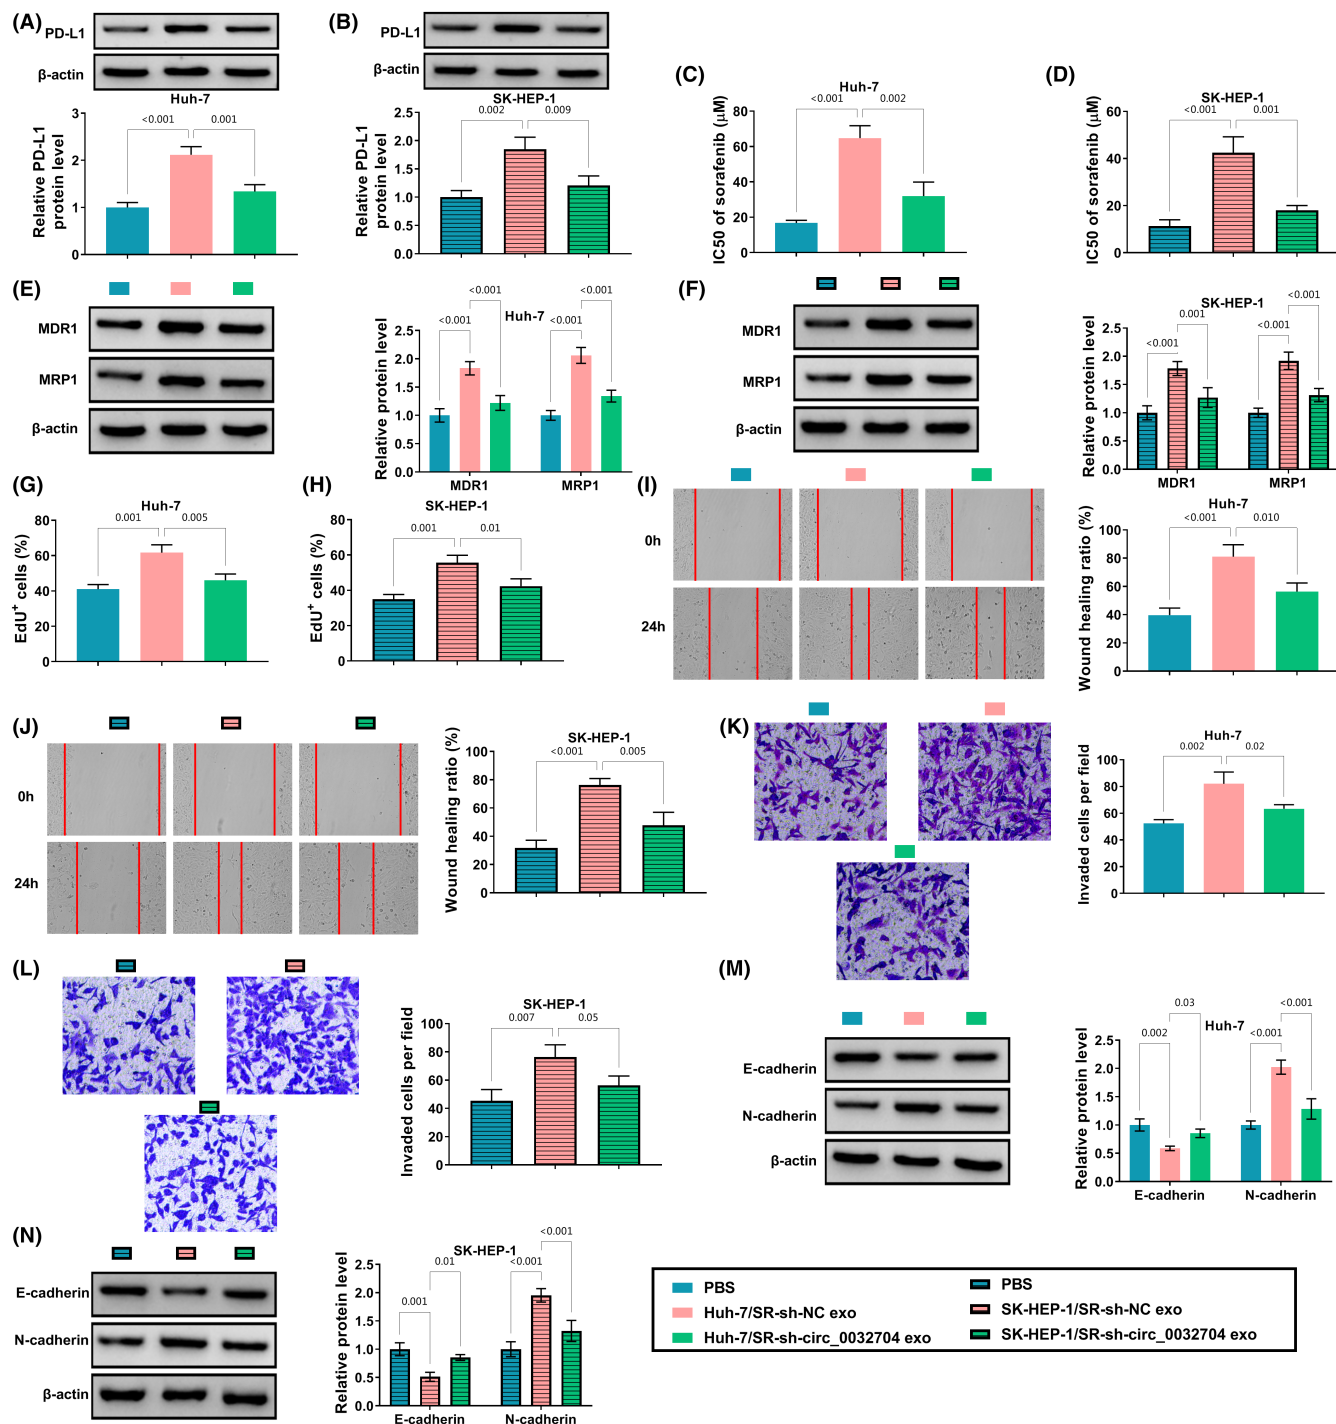 (A)
PD-L1
β-actin
Huh-7
<0.001
0.001
Relative PD-L1
protein level
3
2
1
0
(B)
PD-L1
β-actin
SK-HEP-1
0.002
0.009
Relative PD-L1
protein level
2.5
2.0
1.5
1.0
0.5
0.0
(C)
Huh-7
<0.001
0.002
IC50 of sorafenib (μM)
80
60
40
20
0
(D)
SK-HEP-1
<0.001
0.001
IC50 of sorafenib (μM)
60
40
20
0
(E)
MDR1
MRP1
β-actin
Huh-7
<0.001
<0.001
<0.001
<0.001
Relative protein level
2.5
2.0
1.5
1.0
0.5
0.0
MDR1 MRP1
(F)
MDR1
MRP1
β-actin
SK-HEP-1
<0.001
0.001
<0.001
<0.001
Relative protein level
2.5
2.0
1.5
1.0
0.5
0.0
MDR1 MRP1
(G)
Huh-7
0.001
0.005
EdU+ cells (%)
80
60
40
20
0
(H)
SK-HEP-1
0.001
0.01
EdU+ cells (%)
80
60
40
20
0
(I)
0h
24h
Huh-7
<0.001
0.010
Wound healing ratio (%)
100
80
60
40
20
0
(J)
0h
24h
SK-HEP-1
<0.001
0.005
Wound healing ratio (%)
100
80
60
40
20
0
(K)
Huh-7
0.002
0.02
Invaded cells per field
100
80
60
40
20
0
(L)
SK-HEP-1
0.007
0.05
Invaded cells per field
100
80
60
40
20
0
(M)
E-cadherin
N-cadherin
β-actin
Huh-7
0.002
0.03
<0.001
<0.001
Relative protein level
2.5
2.0
1.5
1.0
0.5
0.0
E-cadherin N-cadherin
(N)
E-cadherin
N-cadherin
β-actin
SK-HEP-1
0.001
0.01
<0.001
<0.001
Relative protein level
2.5
2.0
1.5
1.0
0.5
0.0
E-cadherin N-cadherin
PBS
Huh-7/SR-sh-NC exo
Huh-7/SR-sh-circ_0032704 exo
PBS
SK-HEP-1/SR-sh-NC exo
SK-HEP-1/SR-sh-circ_0032704 exo